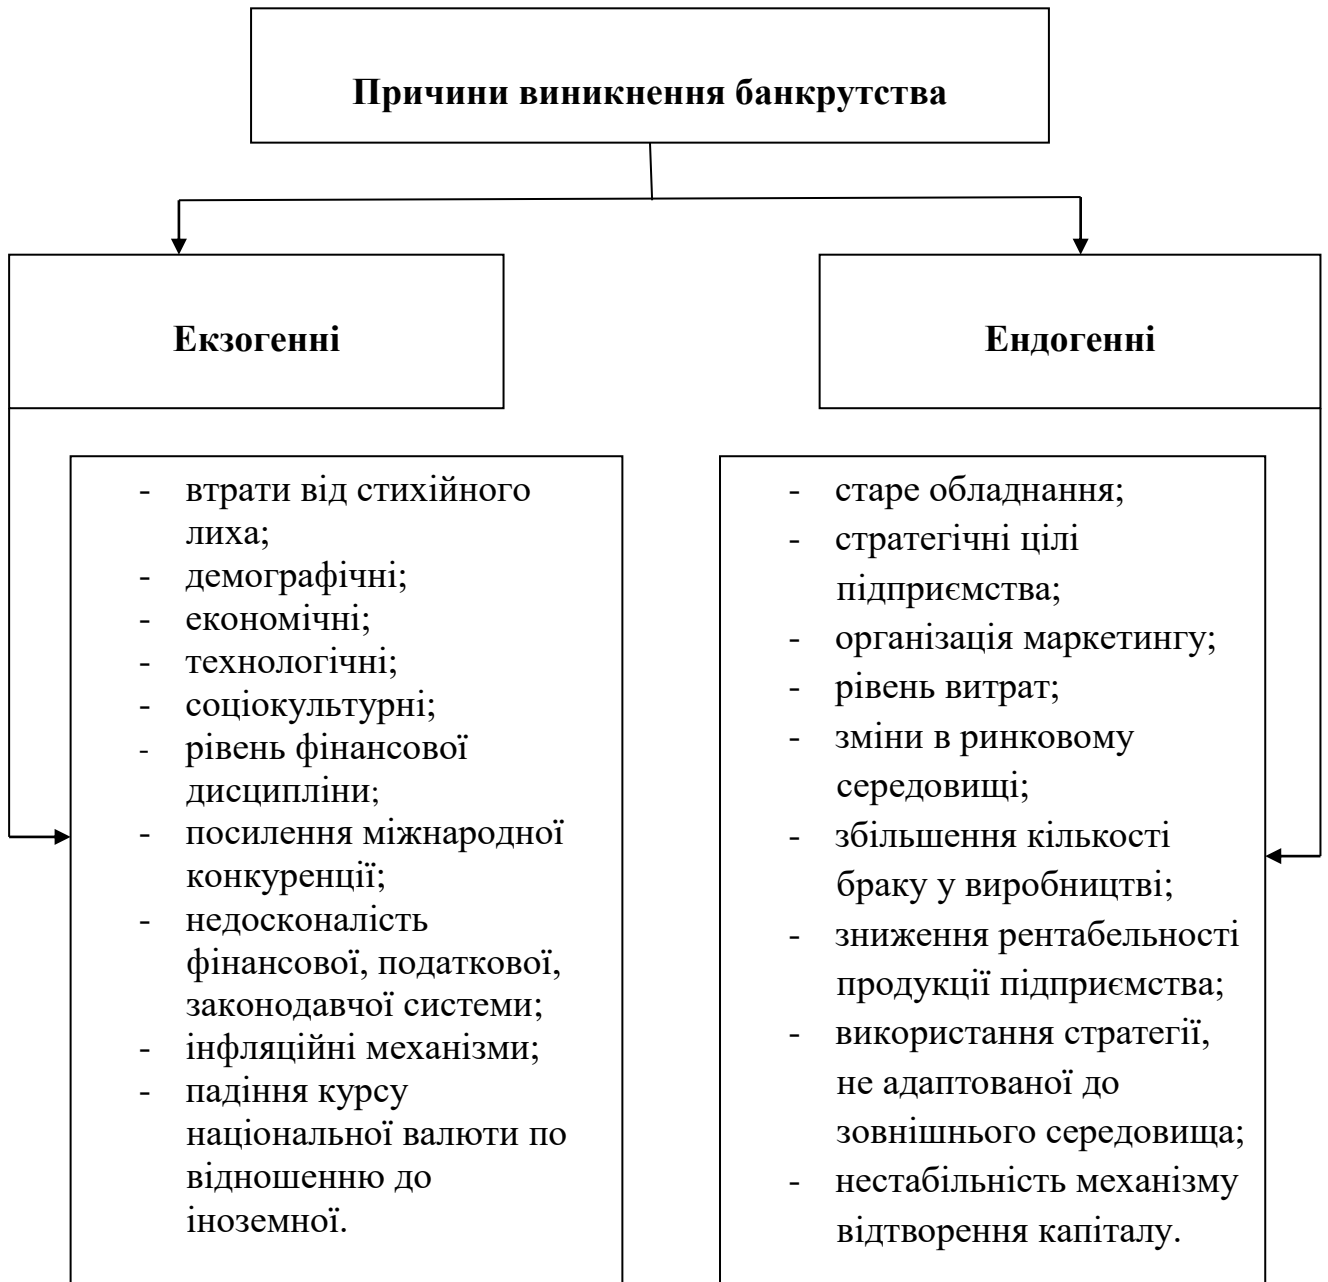 Причини виникнення банкрутства
Екзогенні
Ендогенні
- втрати від стихійного
лиха;
- демографічні;
- економічні;
- технологічні;
- соціокультурні;
- рівень фінансової
дисципліни;
- посилення міжнародної
конкуренції;
- недосконалість
фінансової, податкової,
законодавчої системи;
- інфляційні механізми;
- падіння курсу
національної валюти по
відношенню до
іноземної.
- старе обладнання;
- стратегічні цілі
підприємства;
- організація маркетингу;
- рівень витрат;
- зміни в ринковому
середовищі;
- збільшення кількості
браку у виробництві;
- зниження рентабельності
продукції підприємства;
- використання стратегії,
не адаптованої до
зовнішнього середовища;
- нестабільність механізму
відтворення капіталу.